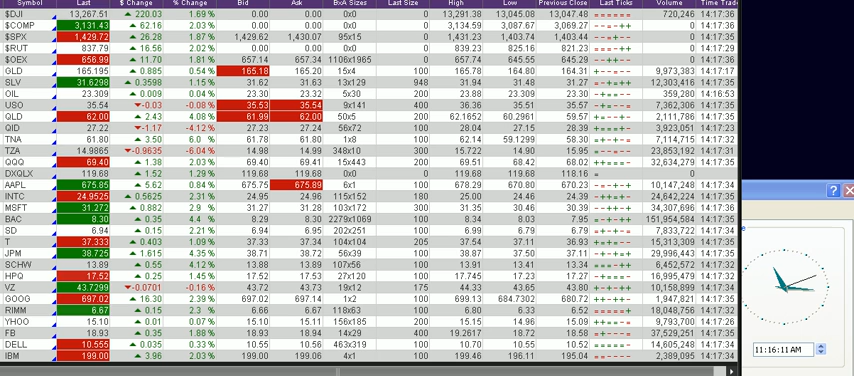 Symbol Last $ Change % Change Bid Ask BxA Sizes Last Size High Low Previous Close Last Ticks Volume Time Trade
$DJI 13,267.51 220.03 1.69 % 0.00 0.00 0x0 0 13,291.38 13,045.08 13,047.48 720,246 14:17:36
$COMP 3,131.43 62.16 2.03 % 0.00 0.00 0x0 0 3,134.59 3,087.67 3,069.27 0 14:17:36
$SPX 1,429.72 26.28 1.87 % 1,429.62 1,430.07 95x15 0 1,431.23 1,403.74 1,403.44 0 14:17:35
$RUT 837.79 16.56 2.02 % 0.00 0.00 0x0 0 839.23 825.16 821.23 0 14:17:35
$OEX 656.99 11.70 1.81 % 657.14 657.34 1106x1965 0 657.74 645.55 645.29 0 14:17:36
GLD 165.195 0.885 0.54 % 165.18 165.20 15x4 100 165.78 164.80 164.31 9,973,383 14:17:17
SLV 31.6298 0.3598 1.15 % 31.62 31.63 13x129 948 31.94 31.48 31.27 12,303,416 14:17:35
OIL 23.309 0.009 0.04 % 23.30 23.32 5x30 200 23.88 23.30 23.30 359,280 14:16:53
USO 35.54 -0.03 -0.08 % 35.53 35.54 9x141 400 36.36 35.51 35.57 7,362,306 14:17:35
QLD 62.00 2.43 4.08 % 61.99 62.00 50x5 200 62.1652 60.2961 59.57 2,111,786 14:17:35
QID 27.22 -1.17 -4.12 % 27.23 27.24 56x72 100 28.04 27.15 28.39 3,923,051 14:17:23
TNA 61.80 3.50 6.0 % 61.78 61.80 1x8 100 62.14 59.1299 58.30 7,114,715 14:17:32
TZA 14.9865 -0.9635 -6.04 % 14.98 14.99 348x10 300 15.722 14.90 15.95 23,853,192 14:17:31
QQQ 69.40 1.38 2.03 % 69.40 69.41 15x443 200 69.51 68.42 68.02 32,634,279 14:17:35
DXQLX 119.68 1.52 1.29 % 119.68 119.68 0x0 0 119.68 119.68 118.16 = 0
AAPL 675.85 5.62 0.84 % 675.75 675.89 6x1 100 678.29 670.80 670.23 10,147,248 14:17:34
INTC 24.9525 0.5625 2.31 % 24.95 24.96 115x152 180 25.00 24.46 24.39 24,642,224 14:17:35
MSFT 31.272 0.882 2.9 % 31.27 31.28 103x172 300 31.35 30.46 30.39 34,307,696 14:17:36
BAC 8.30 0.35 4.4 % 8.29 8.30 2279x1069 100 8.34 8.03 7.95 151,954,584 14:17:35
SD 6.94 0.15 2.21 % 6.94 6.95 202x251 100 6.99 6.79 6.79 7,833,722 14:17:34
T 37.333 0.403 1.09 % 37.33 37.34 104x104 205 37.54 37.11 36.93 15,313,309 14:17:35
JPM 38.725 1.615 4.35 % 38.71 38.72 56x39 100 38.87 37.50 37.11 29,996,443 14:17:35
SCHW 13.89 0.55 4.12 % 13.88 13.89 107x56 100 13.91 13.41 13.34 6,452,572 14:17:32
HPQ 17.52 0.25 1.45 % 17.52 17.53 27x120 100 17.745 17.23 17.27 16,995,479 14:17:32
VZ 43.7299 -0.0701 -0.16 % 43.72 43.73 19x12 175 44.33 43.65 43.80 10,158,899 14:17:34
GOOG 697.02 16.30 2.39 % 697.02 697.14 1x2 100 699.13 684.7302 680.72 1,947,821 14:17:35
RIMM 6.67 0.15 2.3 % 6.66 6.67 118x63 100 6.80 6.33 6.52 18,048,756 14:17:32
YHOO 15.10 0.01 0.07 % 15.10 15.11 156x185 200 15.15 14.96 15.09 9,793,700 14:17:26
FB 18.93 0.35 1.88 % 18.93 18.94 14x29 400 19.2617 18.72 18.58 37,529,251 14:17:35
DELL 10.555 0.035 0.33 % 10.55 10.56 463x319 100 10.70 10.55 10.52 14,605,248 14:17:34
IBM 199.00 3.96 2.03 % 199.00 199.06 4x1 100 199.46 196.11 195.04 2,389,095 14:17:34
11:16:11 AM